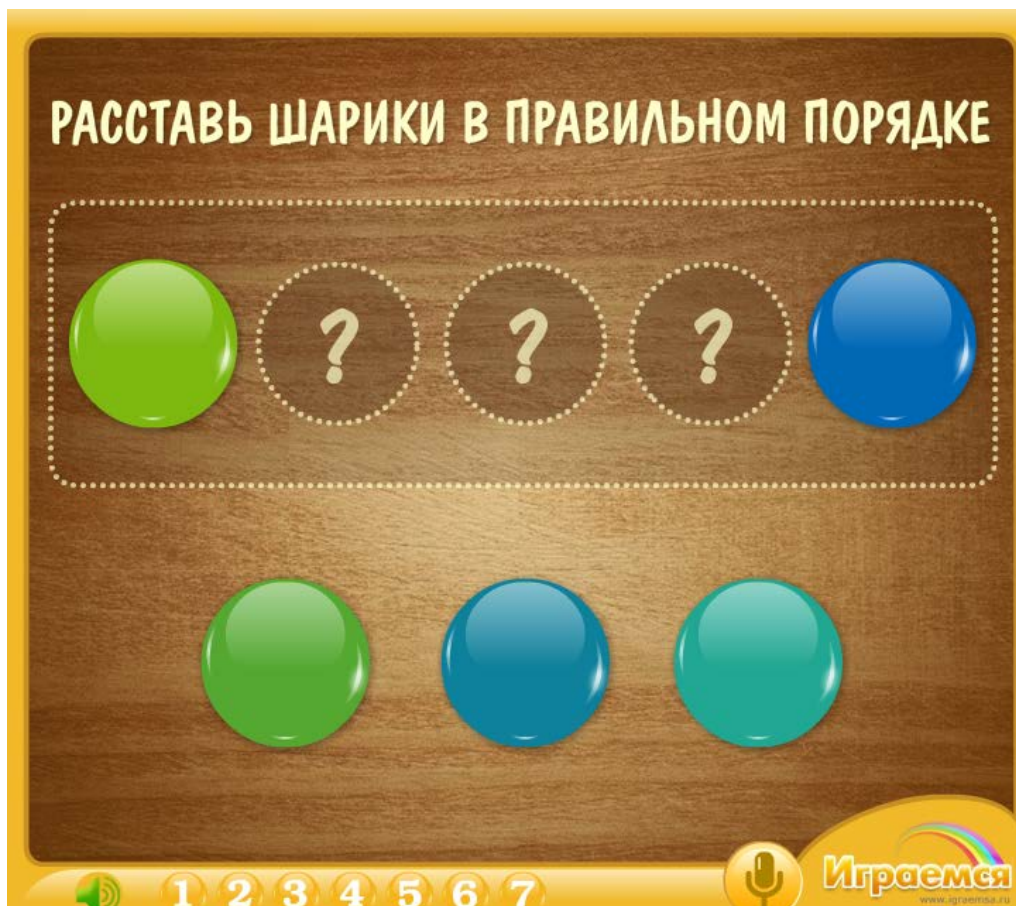 РАССТАВЬ ШАРИКИ В ПРАВИЛЬНОМ ПОРЯДКЕ
? ? ?
1 2 3 4 5 6 7
Играемся
www.igraemsa.ru